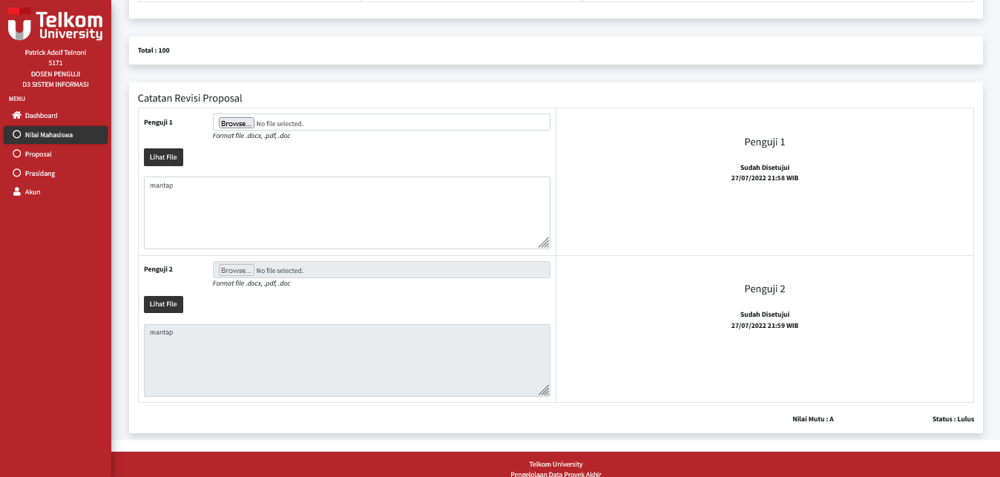 Telkom
University
Patrick Adolf Telnoni
5171
DOSEN PENGUJI
D3 SISTEM INFORMASI
MENU
Dashboard
Nilai Mahasiswa
Proposal
Prasidang
Akun
Total : 100
Catatan Revisi Proposal
Penguji 1
Browse... No file selected.
Format file .docx, .pdf, .doc
Lihat File
mantap
Penguji 1
Sudah Disetujui
27/07/2022 21:58 WIB
Penguji 2
Browse... No file selected.
Format file .docx, .pdf, .doc
Lihat File
mantap
Penguji 2
Sudah Disetujui
27/07/2022 21:59 WIB
Nilai Mutu : A
Status : Lulus
Telkom University
Pengelolaan Data Proyek Akhir